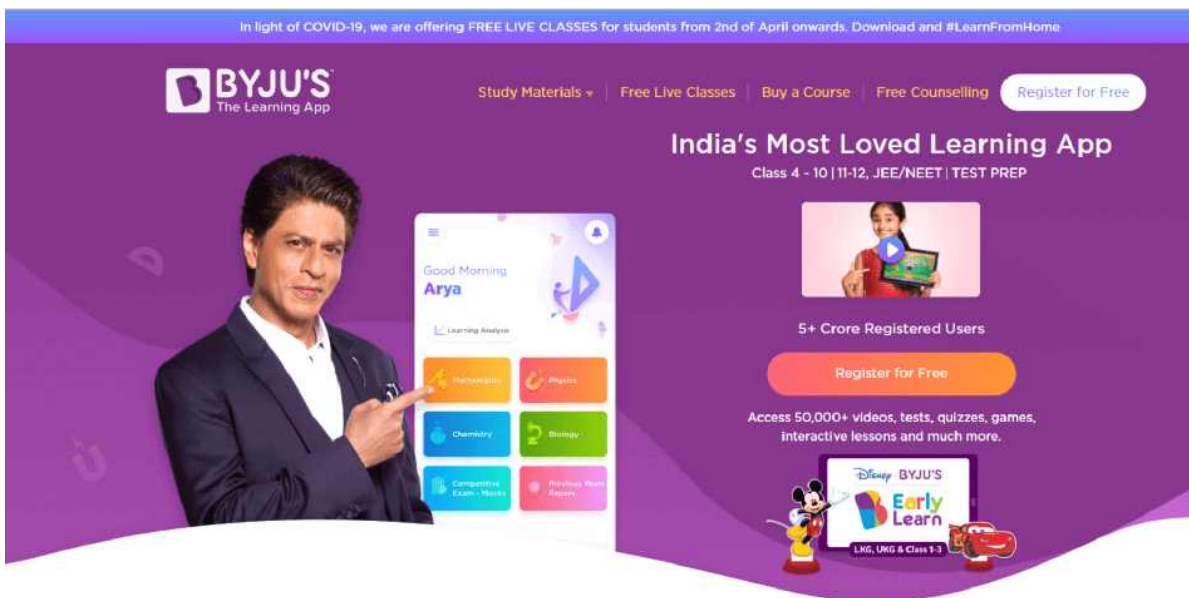 In light of COVID-19, we are offering FREE LIVE CLASSES for students from 2nd of April onwards. Download and #LearnFromHome
BYJU'S
The Learning App
Study Materials
Free Live Classes
Buy a Course
Free Counselling
Register for Free
India's Most Loved Learning App
Class 4 - 10 | 11-12, JEE/NEET | TEST PREP
Good Morning
Arya
Learning Analysis
Mathematics
Physics
Chemistry
Biology
Competitive
Exam - Mocks
Previous Years
Papers
5+ Crore Registered Users
Register for Free
Access 50,000+ videos, tests, quizzes, games,
interactive lessons and much more.
Disney BYJU'S
Early
Learn
LKG, UKG & Class 1-3